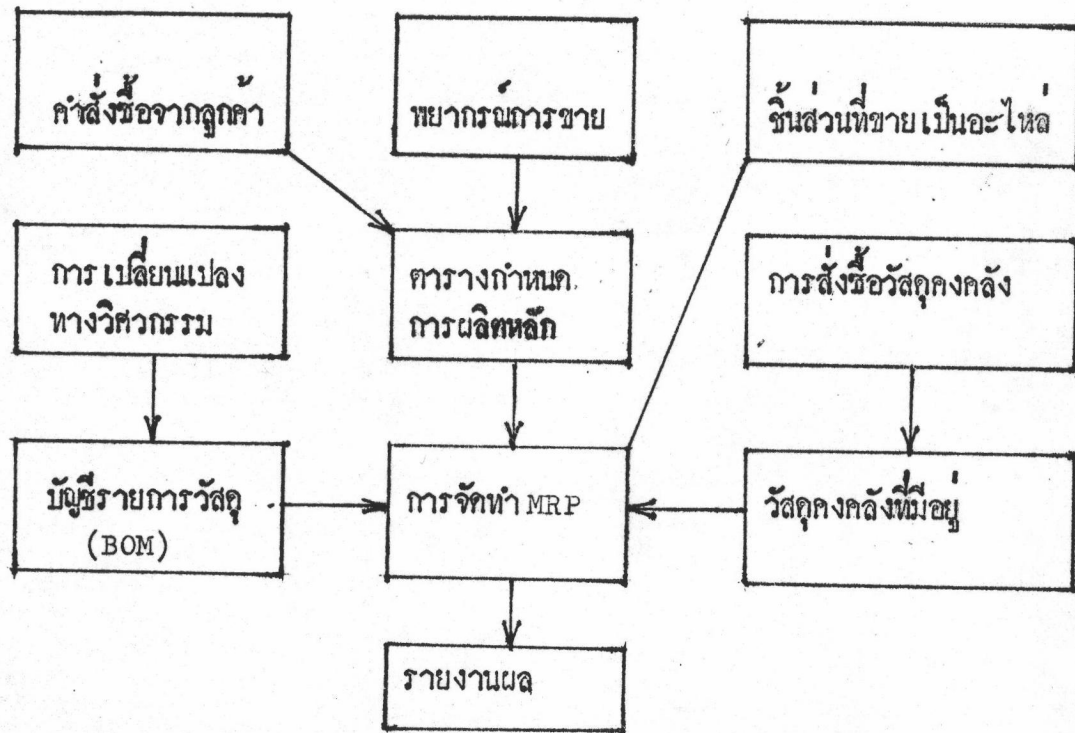 คำสั่งซื้อจากลูกค้า
พยากรณ์การขาย
ชิ้นส่วนที่ขายเป็นอะไหล่
การเปลี่ยนแปลง
ทางวิศวกรรม
ตารางกำหนด
การผลิตหลัก
การสั่งซื้อวัสดุคงคลัง
บัญชีรายการวัสดุ
(BOM)
การจัดทำ MRP
วัสดุคงคลังที่มีอยู่
รายงานผล